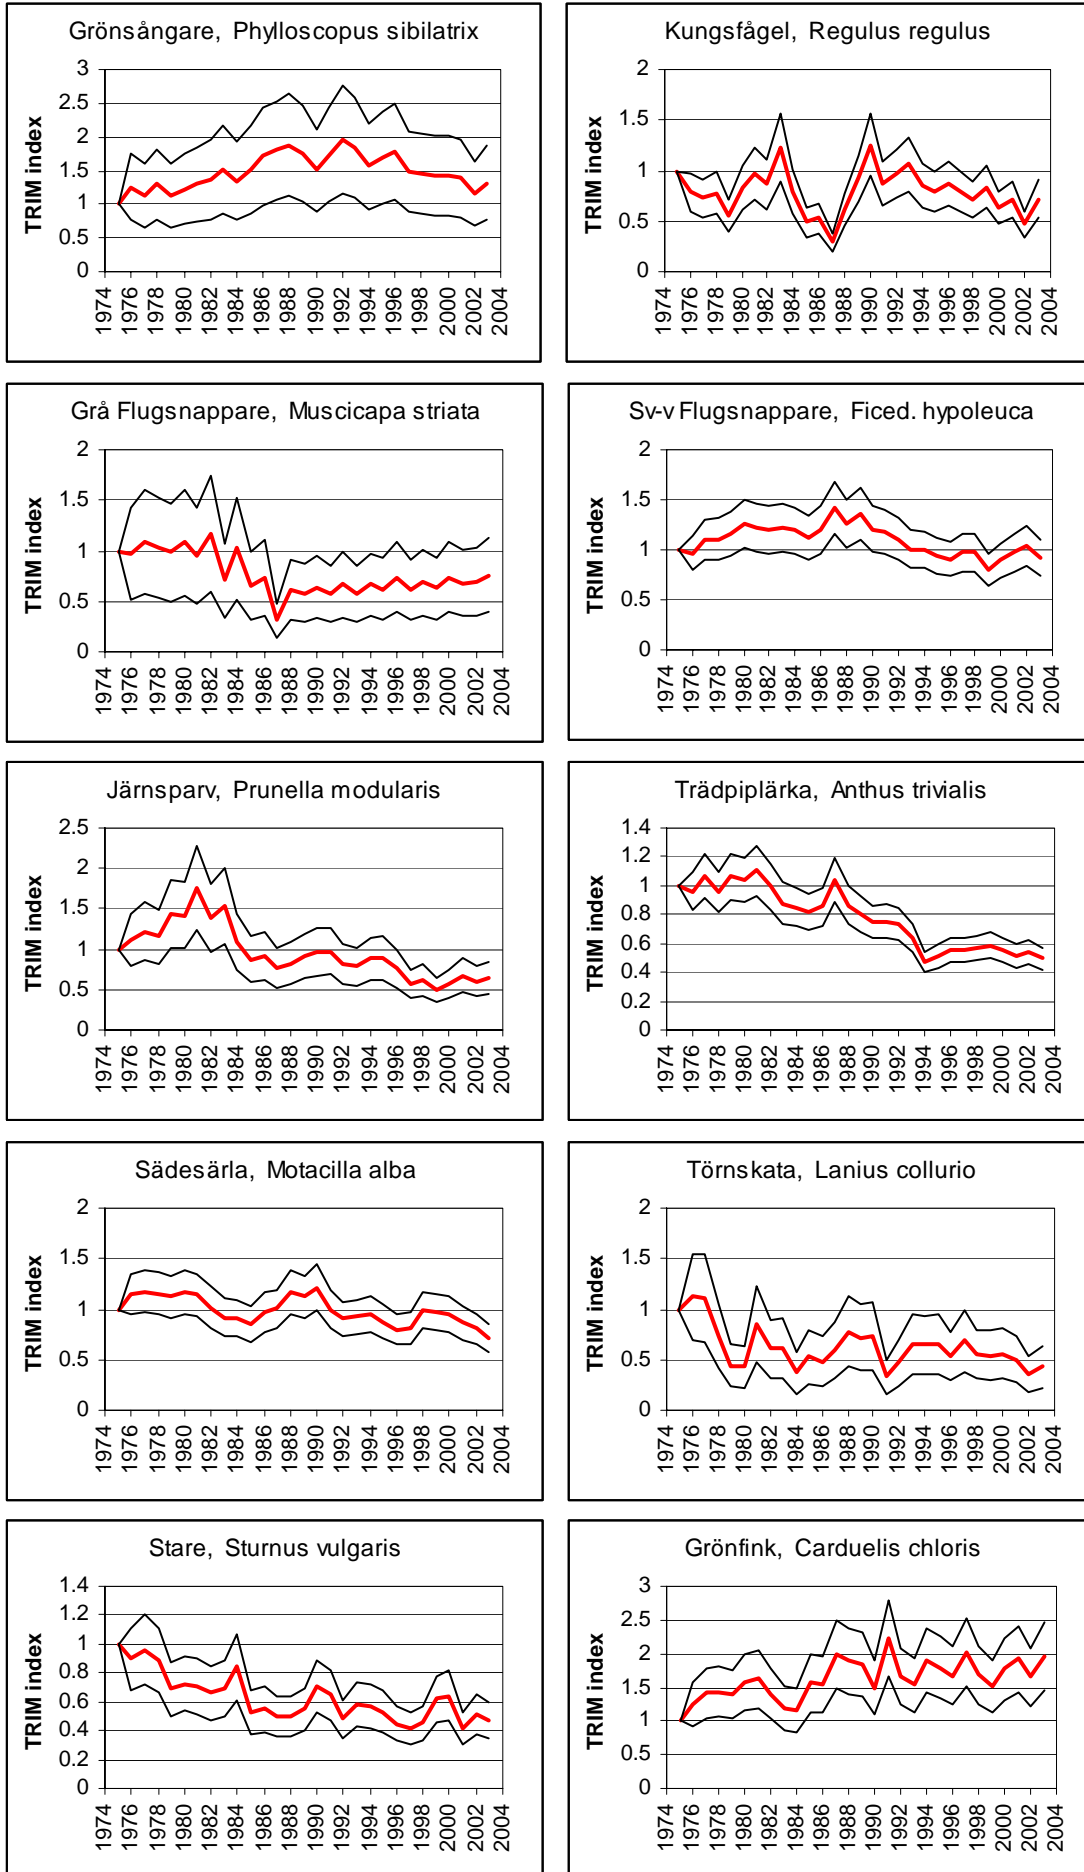 Grönsångare, Phylloscopus sibilatrix
TRIM index
3
2.5
2
1.5
1
0.5
0
1974 1976 1978 1980 1982 1984 1986 1988 1990 1992 1994 1996 1998 2000 2002 2004
Kungsfågel, Regulus regulus
TRIM index
2
1.5
1
0.5
0
1974 1976 1978 1980 1982 1984 1986 1988 1990 1992 1994 1996 1998 2000 2002 2004
Grå Flugsnappare, Muscicapa striata
TRIM index
2
1.5
1
0.5
0
1974 1976 1978 1980 1982 1984 1986 1988 1990 1992 1994 1996 1998 2000 2002 2004
Sv-v Flugsnappare, Ficed. hypoleuca
TRIM index
2
1.5
1
0.5
0
1974 1976 1978 1980 1982 1984 1986 1988 1990 1992 1994 1996 1998 2000 2002 2004
Järnsparv, Prunella modularis
TRIM index
2.5
2
1.5
1
0.5
0
1974 1976 1978 1980 1982 1984 1986 1988 1990 1992 1994 1996 1998 2000 2002 2004
Trädpiplärka, Anthus trivialis
TRIM index
1.4
1.2
1
0.8
0.6
0.4
0.2
0
1974 1976 1978 1980 1982 1984 1986 1988 1990 1992 1994 1996 1998 2000 2002 2004
Sädesärla, Motacilla alba
TRIM index
2
1.5
1
0.5
0
1974 1976 1978 1980 1982 1984 1986 1988 1990 1992 1994 1996 1998 2000 2002 2004
Törnskata, Lanius collurio
TRIM index
2
1.5
1
0.5
0
1974 1976 1978 1980 1982 1984 1986 1988 1990 1992 1994 1996 1998 2000 2002 2004
Stare, Sturnus vulgaris
TRIM index
1.4
1.2
1
0.8
0.6
0.4
0.2
0
1974 1976 1978 1980 1982 1984 1986 1988 1990 1992 1994 1996 1998 2000 2002 2004
Grönfink, Carduelis chloris
TRIM index
3
2.5
2
1.5
1
0.5
0
1974 1976 1978 1980 1982 1984 1986 1988 1990 1992 1994 1996 1998 2000 2002 2004